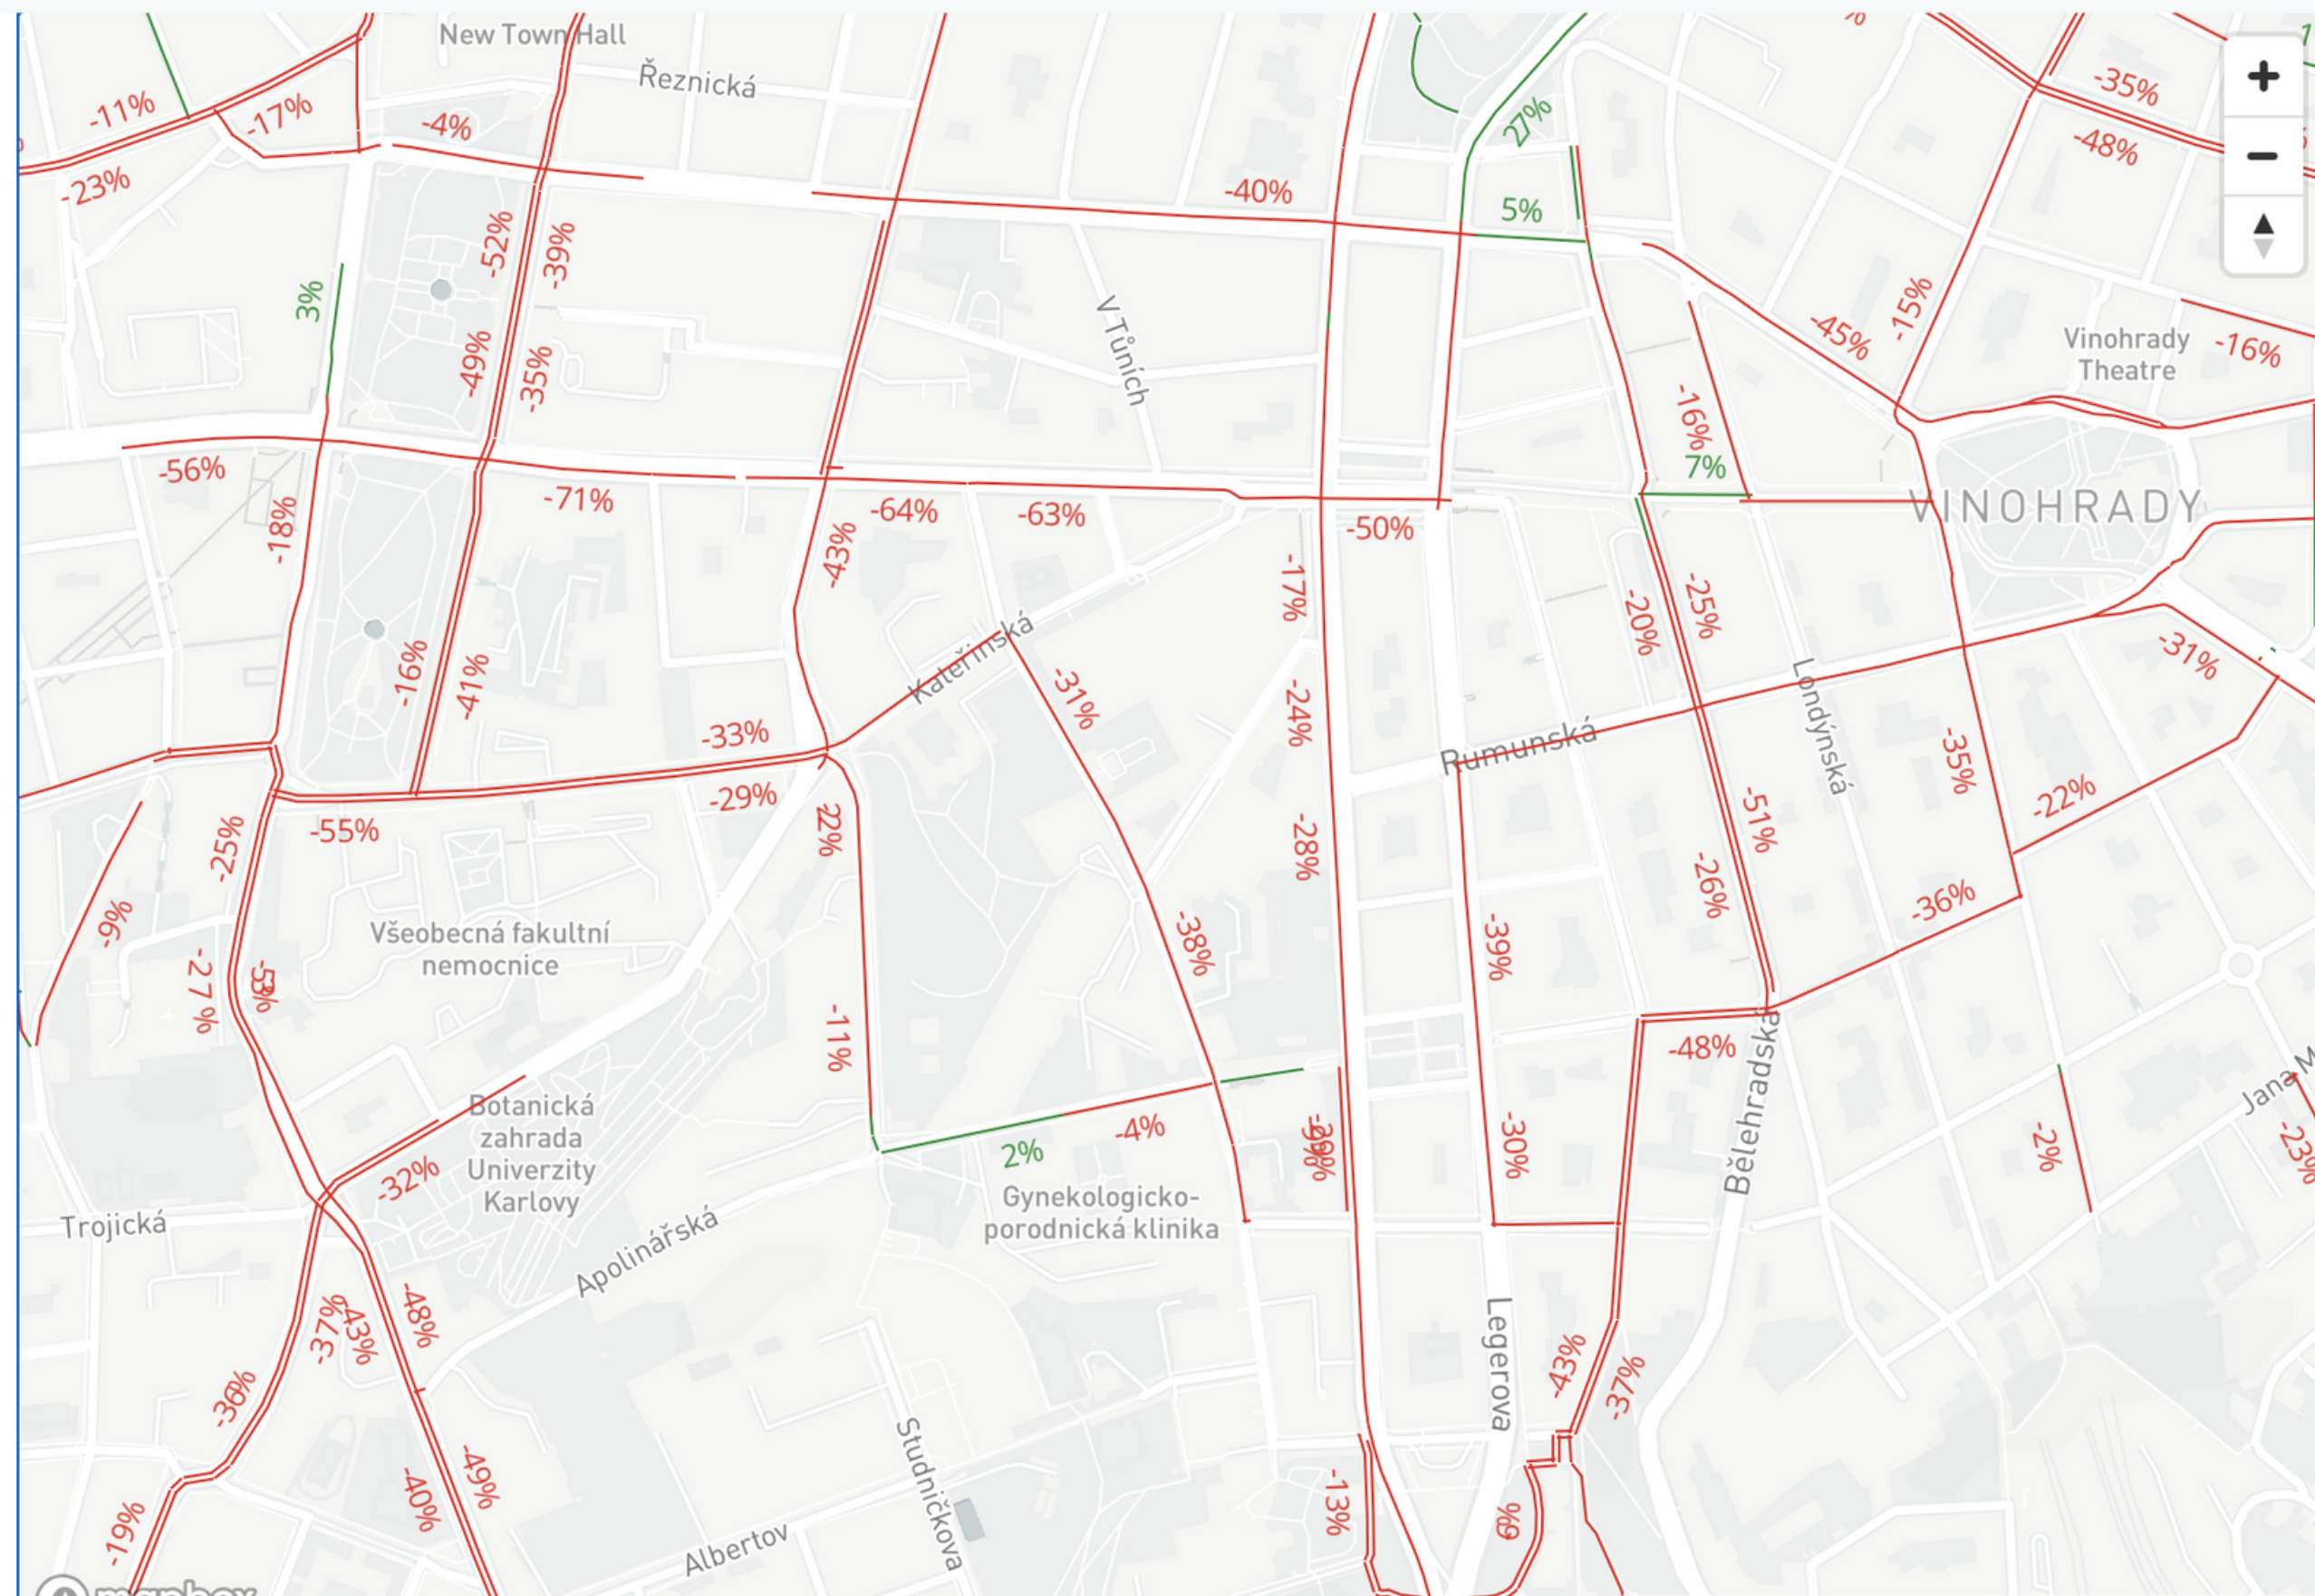 New Town Hall
Řeznická
-11%
-17%
-4%
-23%
-52%
-39%
3%
-49%
-35%
-40%
27%
5%
-35%
-48%
-45%
-15%
Vinohrady
Theatre
-16%
V Tůních
-16%
7%
VINOHRADY
-56%
-71%
-18%
-43%
-64%
-63%
-50%
-17%
-20%
-25%
-16%
-41%
Kateřinská
-31%
-24%
Rumunská
Londýnská
-31%
-33%
-29%
-55%
-25%
-28%
-51%
-35%
-22%
-26%
-36%
-9%
Všeobecná fakultní
nemocnice
-27%
-11%
-38%
-39%
-48%
Bělehradská
Botanická
zahrada
Univerzity
Karlovy
-32%
2%
-4%
-30%
-2%
-23%
Jana M
Trojická
Apolinářská
Gynekologicko-
porodnická klinika
-37%
-43%
-48%
Legerova
-43%
-37%
-19%
-40%
-49%
Studničkova
Albertov
-13%
mapbox